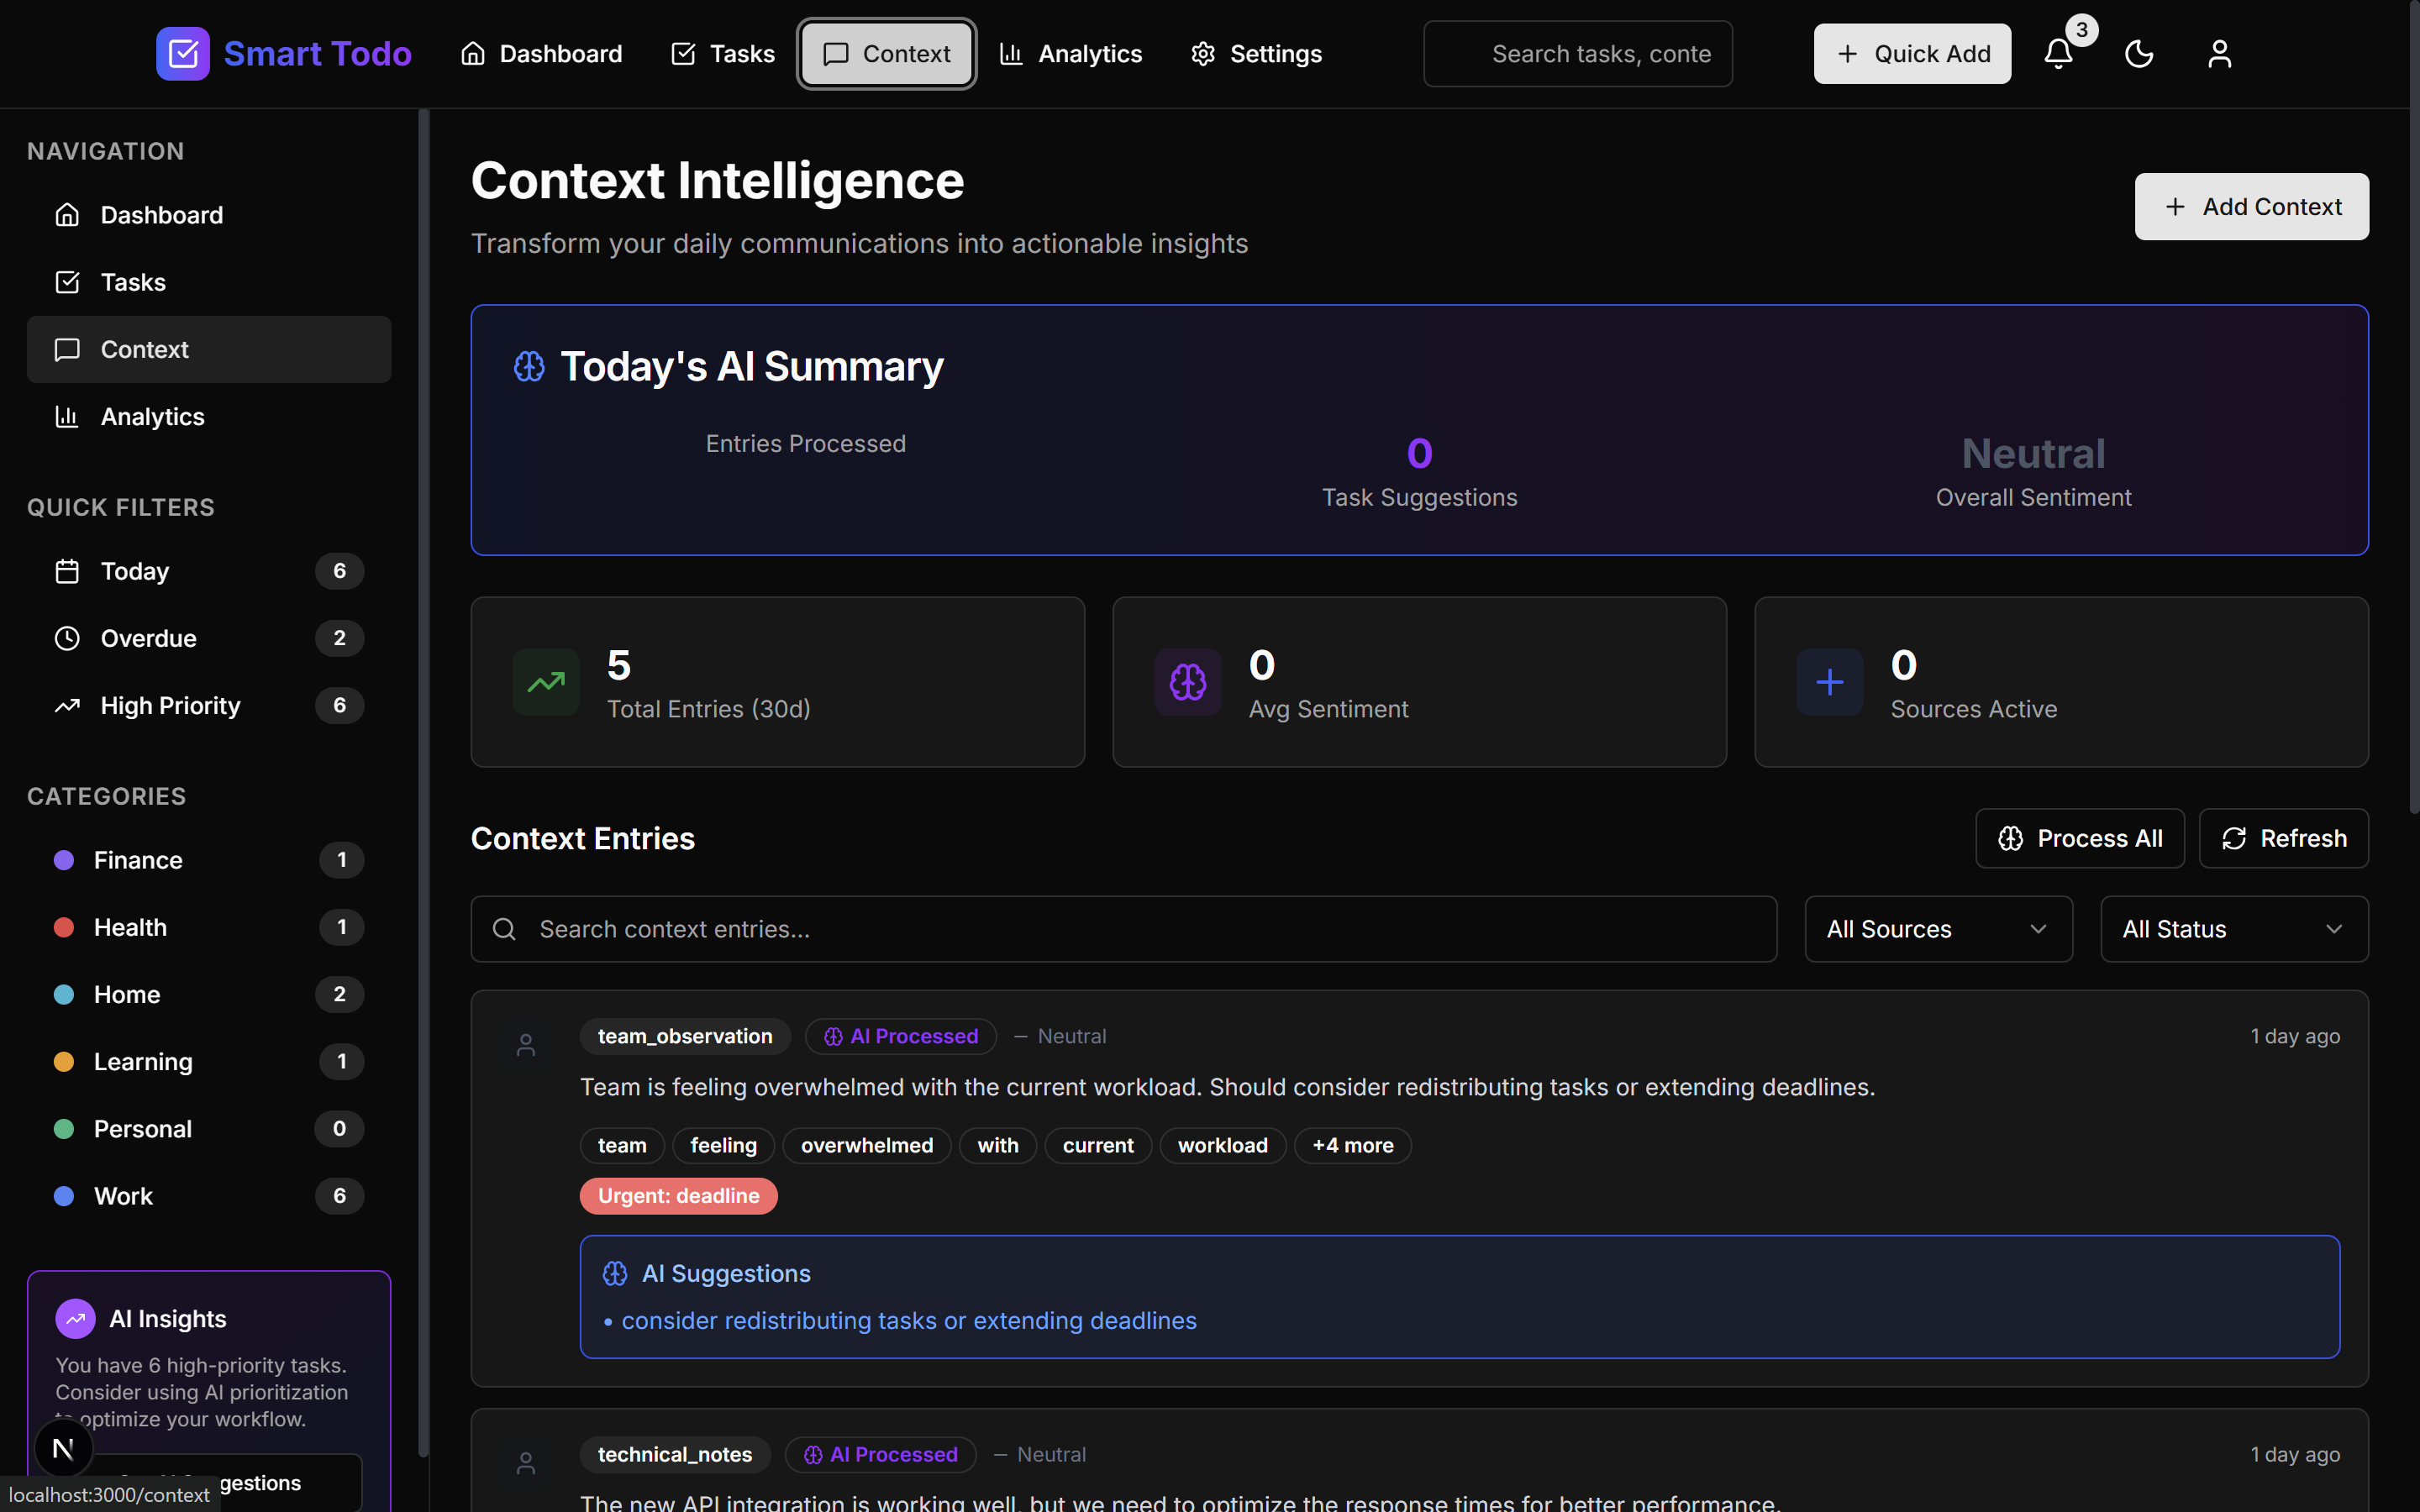 Smart Todo
Dashboard
Tasks
Context
Analytics
Settings
Search tasks, conte
Quick Add
3
NAVIGATION
Dashboard
Tasks
Context
Analytics
QUICK FILTERS
Today 6
Overdue 2
High Priority 6
CATEGORIES
Finance 1
Health 1
Home 2
Learning 1
Personal 0
Work 6
AI Insights
You have 6 high-priority tasks.
Consider using AI prioritization
optimize your workflow.
N
localhost:3000/context
Context Intelligence
Transform your daily communications into actionable insights
Add Context
Today's AI Summary
Entries Processed
0
Task Suggestions
Neutral
Overall Sentiment
5
Total Entries (30d)
0
Avg Sentiment
0
Sources Active
Context Entries
Process All
Refresh
Search context entries...
All Sources
All Status
team_observation AI Processed — Neutral 1 day ago
Team is feeling overwhelmed with the current workload. Should consider redistributing tasks or extending deadlines.
team feeling overwhelmed with current workload +4 more
Urgent: deadline
AI Suggestions
• consider redistributing tasks or extending deadlines
technical_notes AI Processed — Neutral 1 day ago
The new API integration is working well, but we need to optimize the response times for better performance.